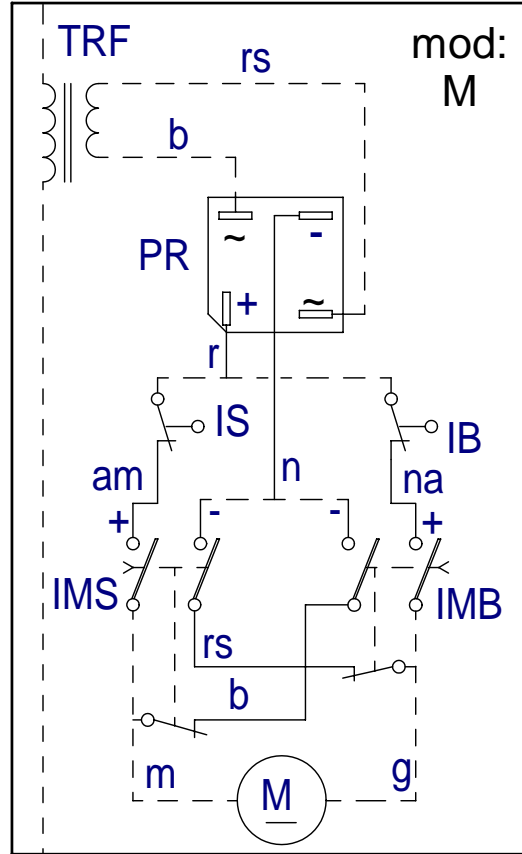 TRF
rs
mod:
M
b
~
-
PR
+
~
r
IS
IB
am
n
na
+
-
-
+
IMS
IMB
rs
b
m
g
M